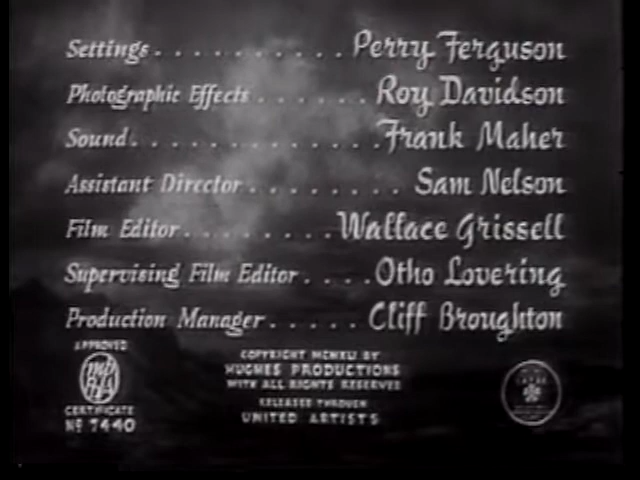 Settings . . . . . . . . . . Perry Ferguson
Photographic Effects . . . . . . Roy Davidson
Sound . . . . . . . . . . . . . Frank Maher
Assistant Director . . . . . . . . Sam Nelson
Film Editor . . . . . . . . Wallace Grissell
Supervising Film Editor . . . . Otho Lovering
Production Manager . . . . . Cliff Broughton
APPROVED
CERTIFICATE
Nº 7440
COPYRIGHT MCMXLI BY
HUGHES PRODUCTIONS
WITH ALL RIGHTS RESERVED
RELEASED THROUGH
UNITED ARTISTS